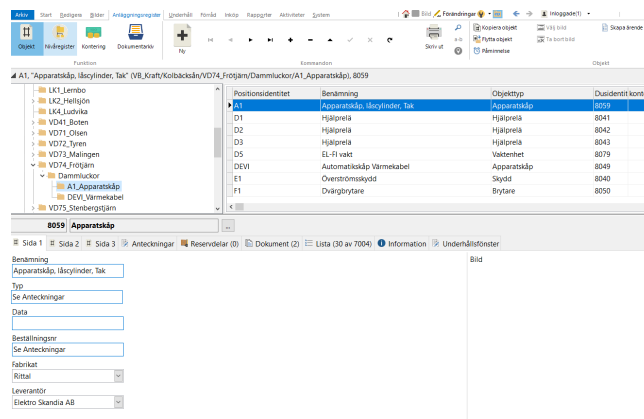 Arkiv Start Redigera Bilder Anläggningsregister Underhåll Förråd Inköp Rapporter Aktiviteter System Bild Förändringar Inloggade(1)
Objekt Nivåregister Kontering Dokumentarkiv Ny Skriv ut a-b Kopiera objekt Välj bild Skapa ärende
Flytta objekt Ta bort bild
Påminnelse
Funktion Kommandon Objekt
A1, "Apparatskåp, låscylinder, Tak" (VB_Kraft/Kolbäcksån/VD74_Frötjärn/Dammluckor/A1_Apparatskåp), 8059
LK1_Lernbo
LK2_Hellsjön
LK4_Ludvika
VD41_Boten
VD71_Olsen
VD72_Tyren
VD73_Malingen
VD74_Frötjärn
Dammluckor
A1_Apparatskåp
DEVI_Värmekabel
VD75_Stenbergstjärn
Positionsidentitet Benämning Objekttyp Dusidentit kont
A1 Apparatskåp, låscylinder, Tak Apparatskåp 8059
D1 Hjälprelä Hjälprelä 8041
D2 Hjälprelä Hjälprelä 8042
D3 Hjälprelä Hjälprelä 8043
D5 EL-FI vakt Vaktenhet 8079
DEVI Automatikskåp Värmekabel Apparatskåp 8049
E1 Överströmsskydd Skydd 8040
F1 Dvärgbrytare Brytare 8050
8059 Apparatskåp ...
Sida 1 Sida 2 Sida 3 Anteckningar Reservdelar (0) Dokument (2) Lista (30 av 7004) Information Underhållsfönster
Benämning Bild
Apparatskåp, låscylinder, Tak
Typ
Se Anteckningar
Data
Beställningsnr
Se Anteckningar
Fabrikat
Rittal
Leverantör
Elektro Skandia AB